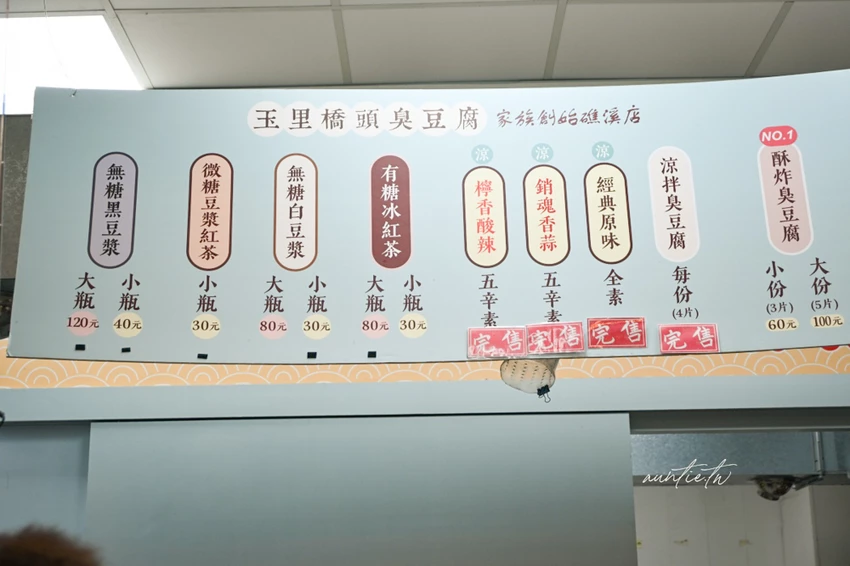 玉里橋頭臭豆腐 家族創始礁溪店
NO.1
酥炸臭豆腐
大份
(5片)
100元
小份
(3片)
60元
涼拌臭豆腐
每份
(4片)
完售
涼
經典原味
全素
完售
涼
銷魂香蒜
五辛素
完售
涼
檸香酸辣
五辛素
完售
有糖冰紅茶
小瓶
30元
大瓶
80元
無糖白豆漿
小瓶
30元
大瓶
80元
微糖豆漿紅茶
小瓶
30元
無糖黑豆漿
小瓶
40元
大瓶
120元
auntie.tw